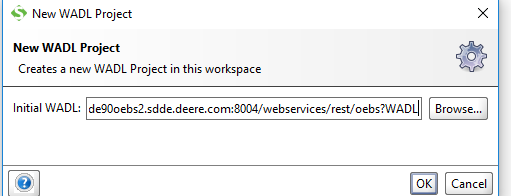 New WADL Project
New WADL Project
Creates a new WADL Project in this workspace
Initial WADL: de90oebs2.sdde.deere.com:8004/webservices/rest/oebs?WADL Browse...
OK Cancel